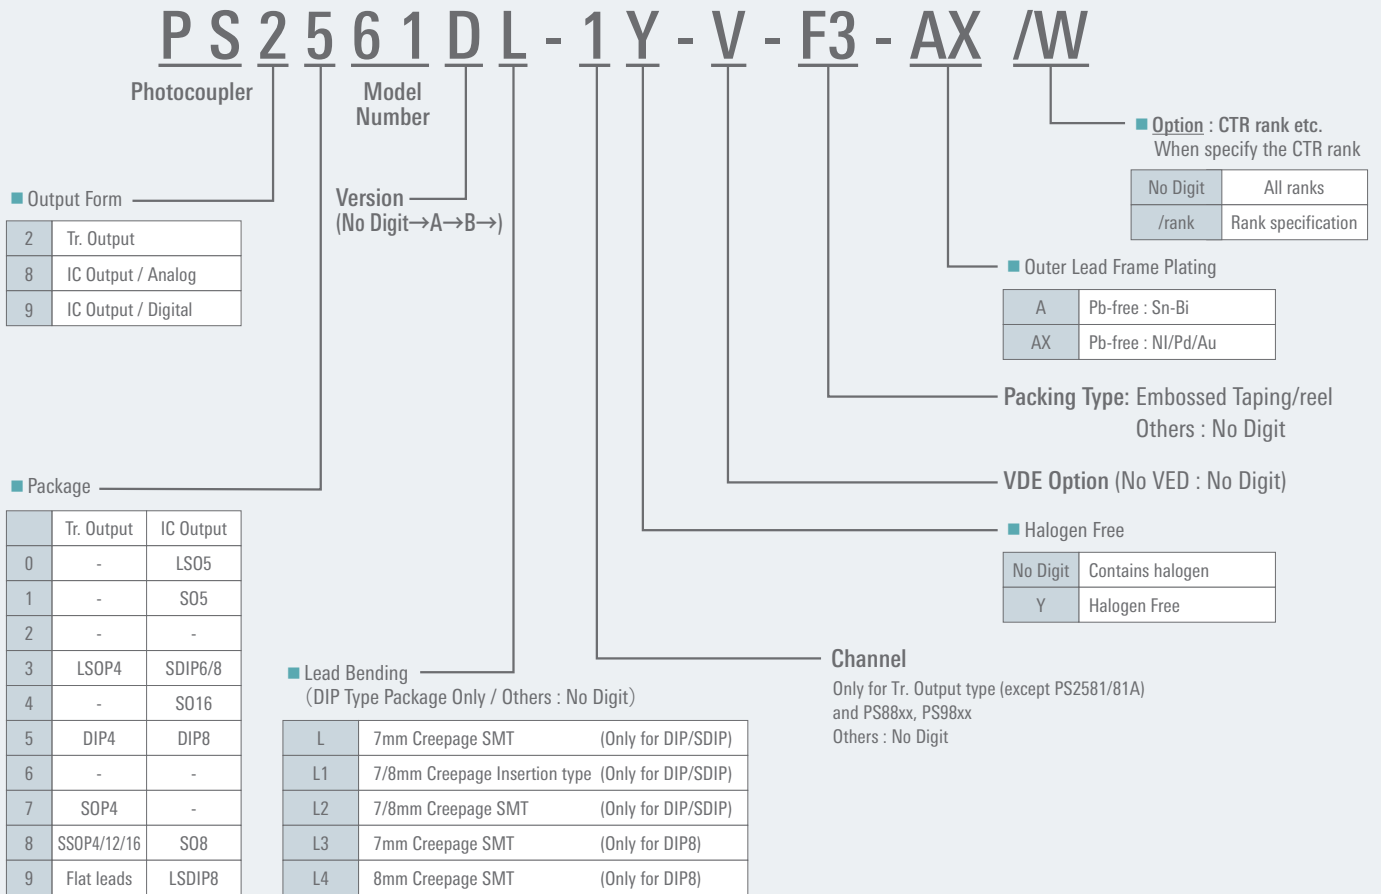 PS2561DL-1Y-V-F3-AX /W
Photocoupler
Model
Number
Version
(No Digit→A→B→)
■ Output Form
2 Tr. Output
8 IC Output / Analog
9 IC Output / Digital
■ Option : CTR rank etc.
When specify the CTR rank
No Digit All ranks
/rank Rank specification
■ Outer Lead Frame Plating
A Pb-free : Sn-Bi
AX Pb-free : NI/Pd/Au
Packing Type: Embossed Taping/reel
Others : No Digit
VDE Option (No VED : No Digit)
■ Halogen Free
No Digit Contains halogen
Y Halogen Free
Channel
Only for Tr. Output type (except PS2581/81A)
and PS88xx, PS98xx
Others : No Digit
■ Package
Tr. Output IC Output
0 - LSO5
1 - SO5
2 - -
3 LSOP4 SDIP6/8
4 - SO16
5 DIP4 DIP8
6 - -
7 SOP4 -
8 SSOP4/12/16 SO8
9 Flat leads LSDIP8
■ Lead Bending
(DIP Type Package Only / Others : No Digit)
L 7mm Creepage SMT (Only for DIP/SDIP)
L1 7/8mm Creepage Insertion type (Only for DIP/SDIP)
L2 7/8mm Creepage SMT (Only for DIP/SDIP)
L3 7mm Creepage SMT (Only for DIP8)
L4 8mm Creepage SMT (Only for DIP8)